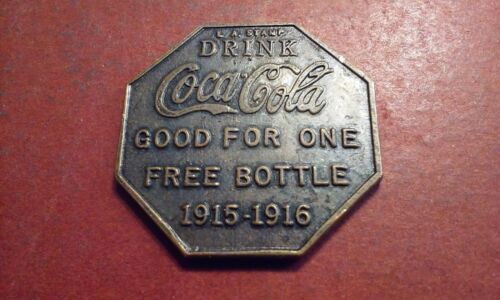 L.A. STAMP
DRINK
Coca-Cola
GOOD FOR ONE
FREE BOTTLE
1915-1916